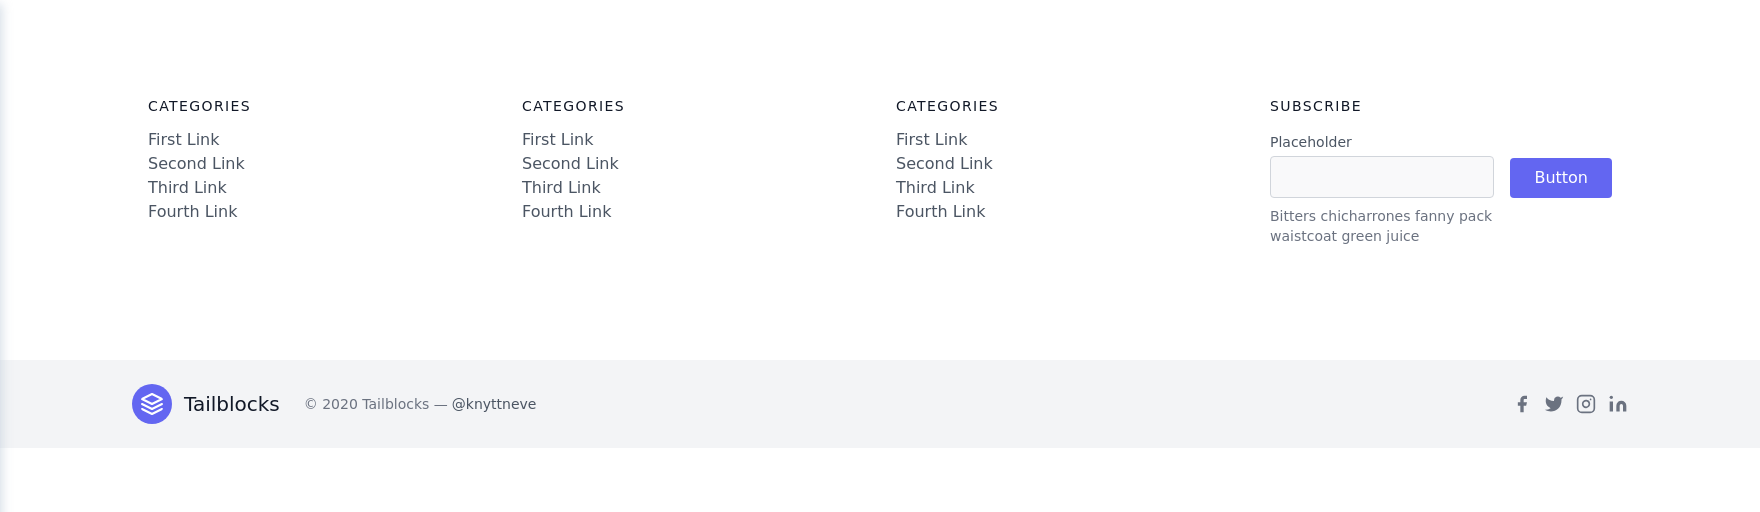 CATEGORIES
First Link
Second Link
Third Link
Fourth Link
CATEGORIES
First Link
Second Link
Third Link
Fourth Link
CATEGORIES
First Link
Second Link
Third Link
Fourth Link
SUBSCRIBE
Placeholder
Button
Bitters chicharrones fanny pack
waistcoat green juice
Tailblocks
© 2020 Tailblocks — @knyttneve